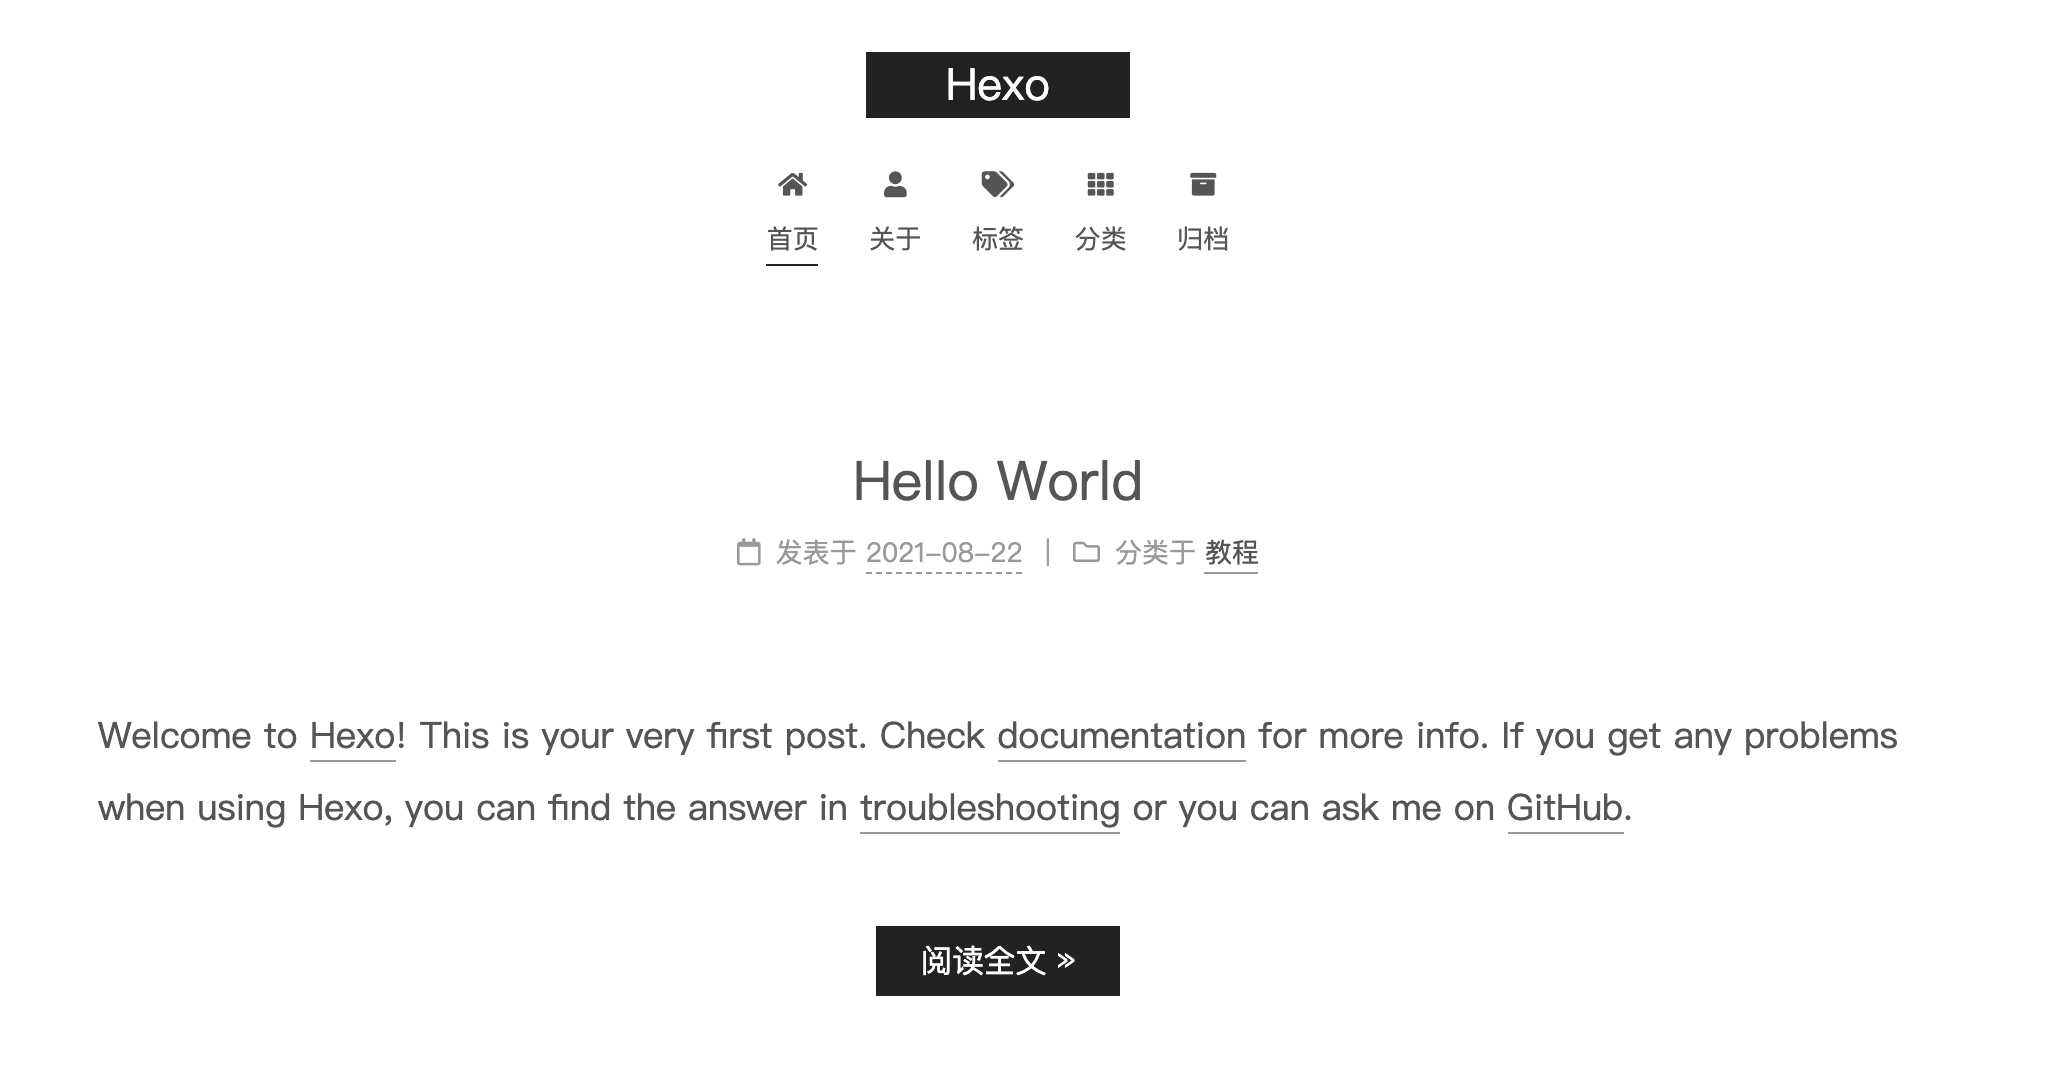 Hexo
首页 关于 标签 分类 归档
Hello World
发表于 2021-08-22 | 分类于 教程
Welcome to Hexo! This is your very first post. Check documentation for more info. If you get any problems
when using Hexo, you can find the answer in troubleshooting or you can ask me on GitHub.
阅读全文 »